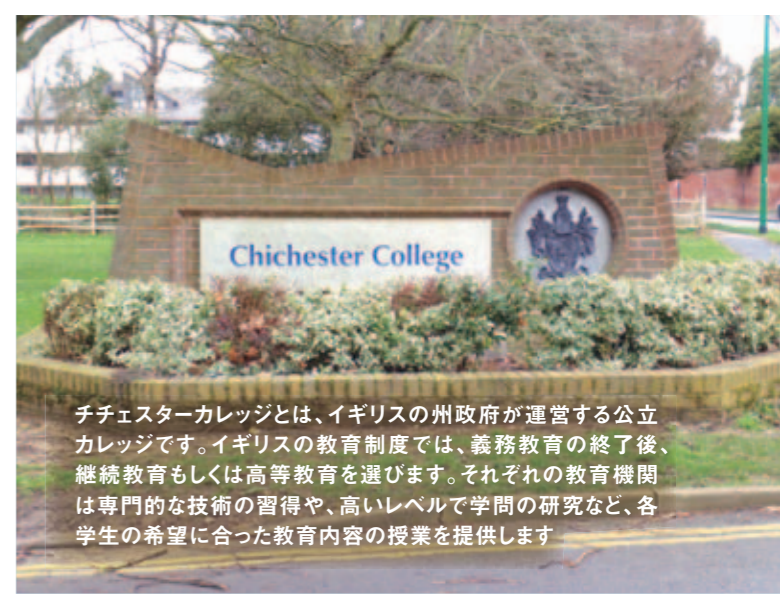 Chichester College
チチェスターカレッジとは、イギリスの州政府が運営する公立
カレッジです。イギリスの教育制度では、義務教育の終了後、
継続教育もしくは高等教育を選びます。それぞれの教育機関
は専門的な技術の習得や、高いレベルで学問の研究など、各
学生の希望に合った教育内容の授業を提供します